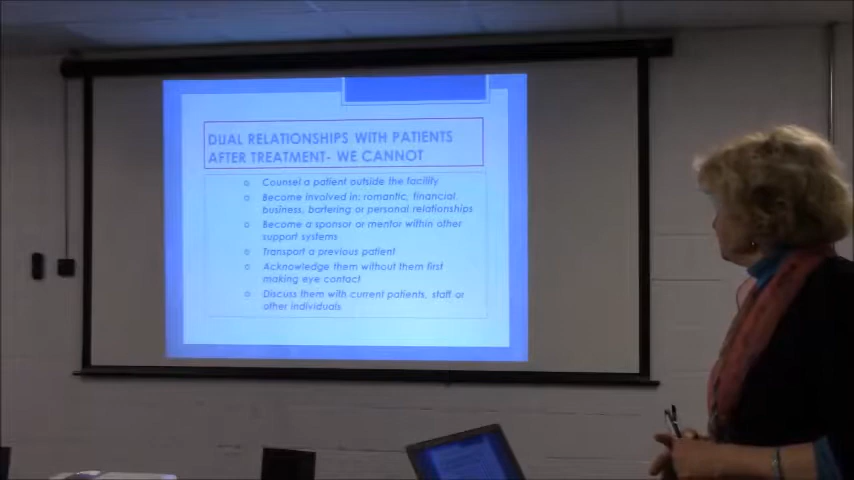 DUAL RELATIONSHIPS WITH PATIENTS
AFTER TREATMENT- WE CANNOT
Counsel a patient outside the facility
Become involved in: romantic, financial,
business, bartering or personal relationships
Become a sponsor or mentor within other
support systems
Transport a previous patient
Acknowledge them without them first
making eye contact
Discuss them with current patients, staff or
other individuals